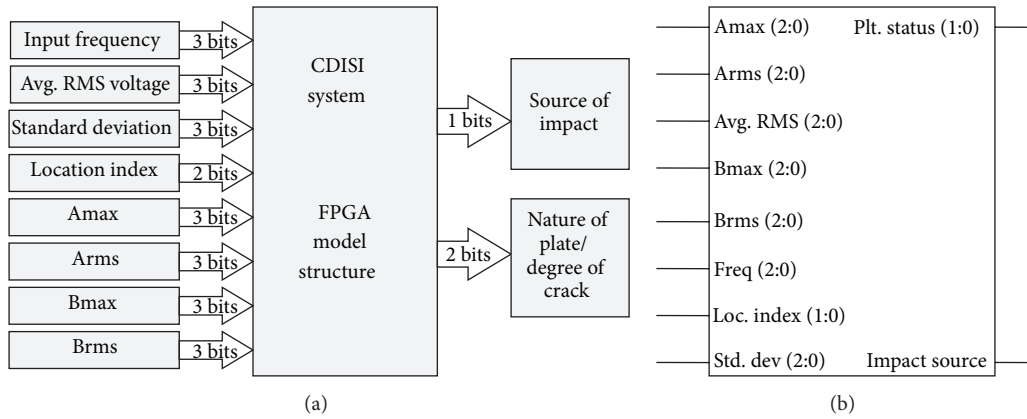 Input frequency
3 bits
Avg. RMS voltage
3 bits
Standard deviation
3 bits
Location index
2 bits
Amax
3 bits
Arms
3 bits
Bmax
3 bits
Brms
3 bits
CDISI
system
FPGA
model
structure
1 bits
Source of
impact
2 bits
Nature of
plate/
degree of
crack
(a)
Amax (2:0)
Plt. status (1:0)
Arms (2:0)
Avg. RMS (2:0)
Bmax (2:0)
Brms (2:0)
Freq (2:0)
Loc. index (1:0)
Std. dev (2:0)
Impact source
(b)